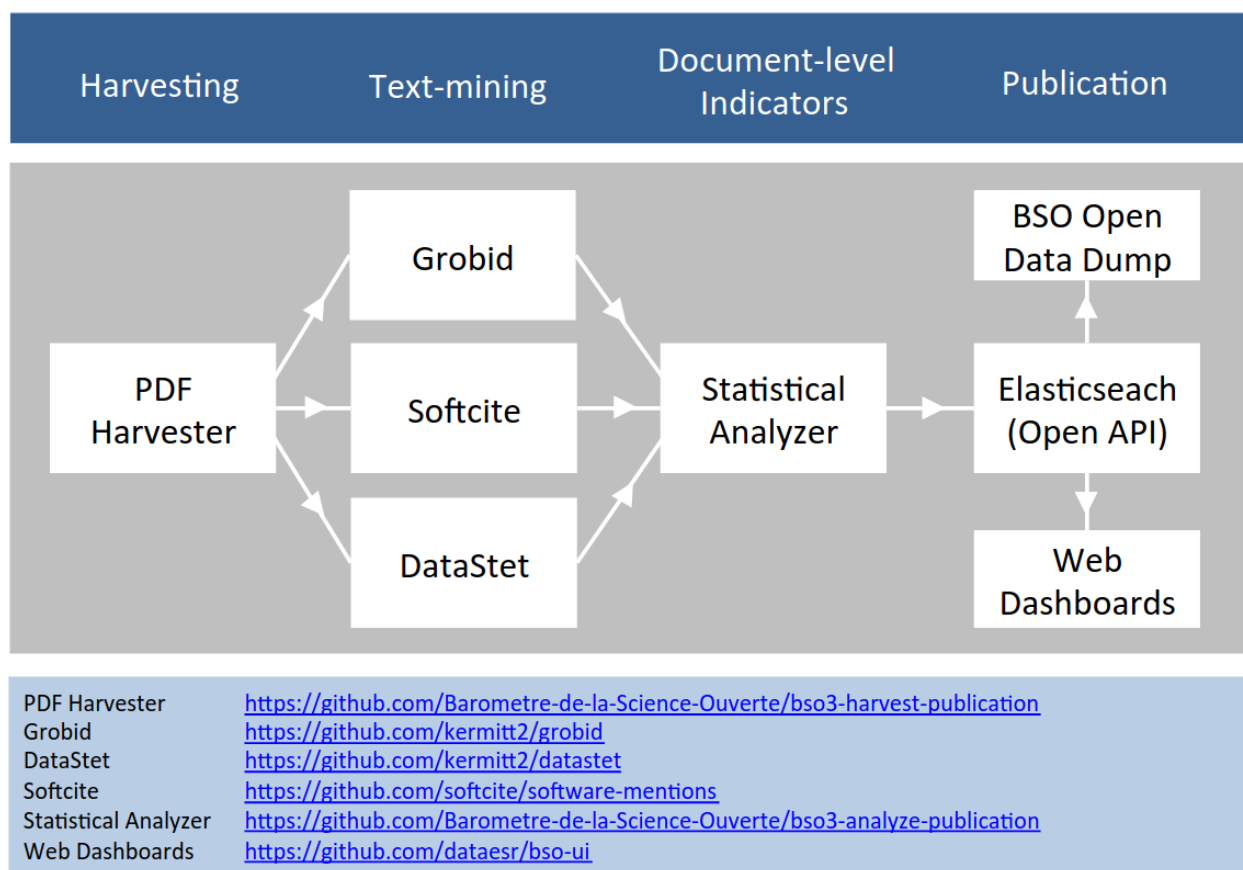 Harvesting
Text-mining
Document-level
Indicators
Publication
PDF
Harvester
Grobid
Softcite
DataStet
Statistical
Analyzer
BSO Open
Data Dump
Elasticseach
(Open API)
Web
Dashboards
PDF Harvester https://github.com/Barometre-de-la-Science-Ouverte/bso3-harvest-publication
Grobid https://github.com/kermitt2/grobid
DataStet https://github.com/kermitt2/datastet
Softcite https://github.com/softcite/software-mentions
Statistical Analyzer https://github.com/Barometre-de-la-Science-Ouverte/bso3-analyze-publication
Web Dashboards https://github.com/dataesr/bso-ui